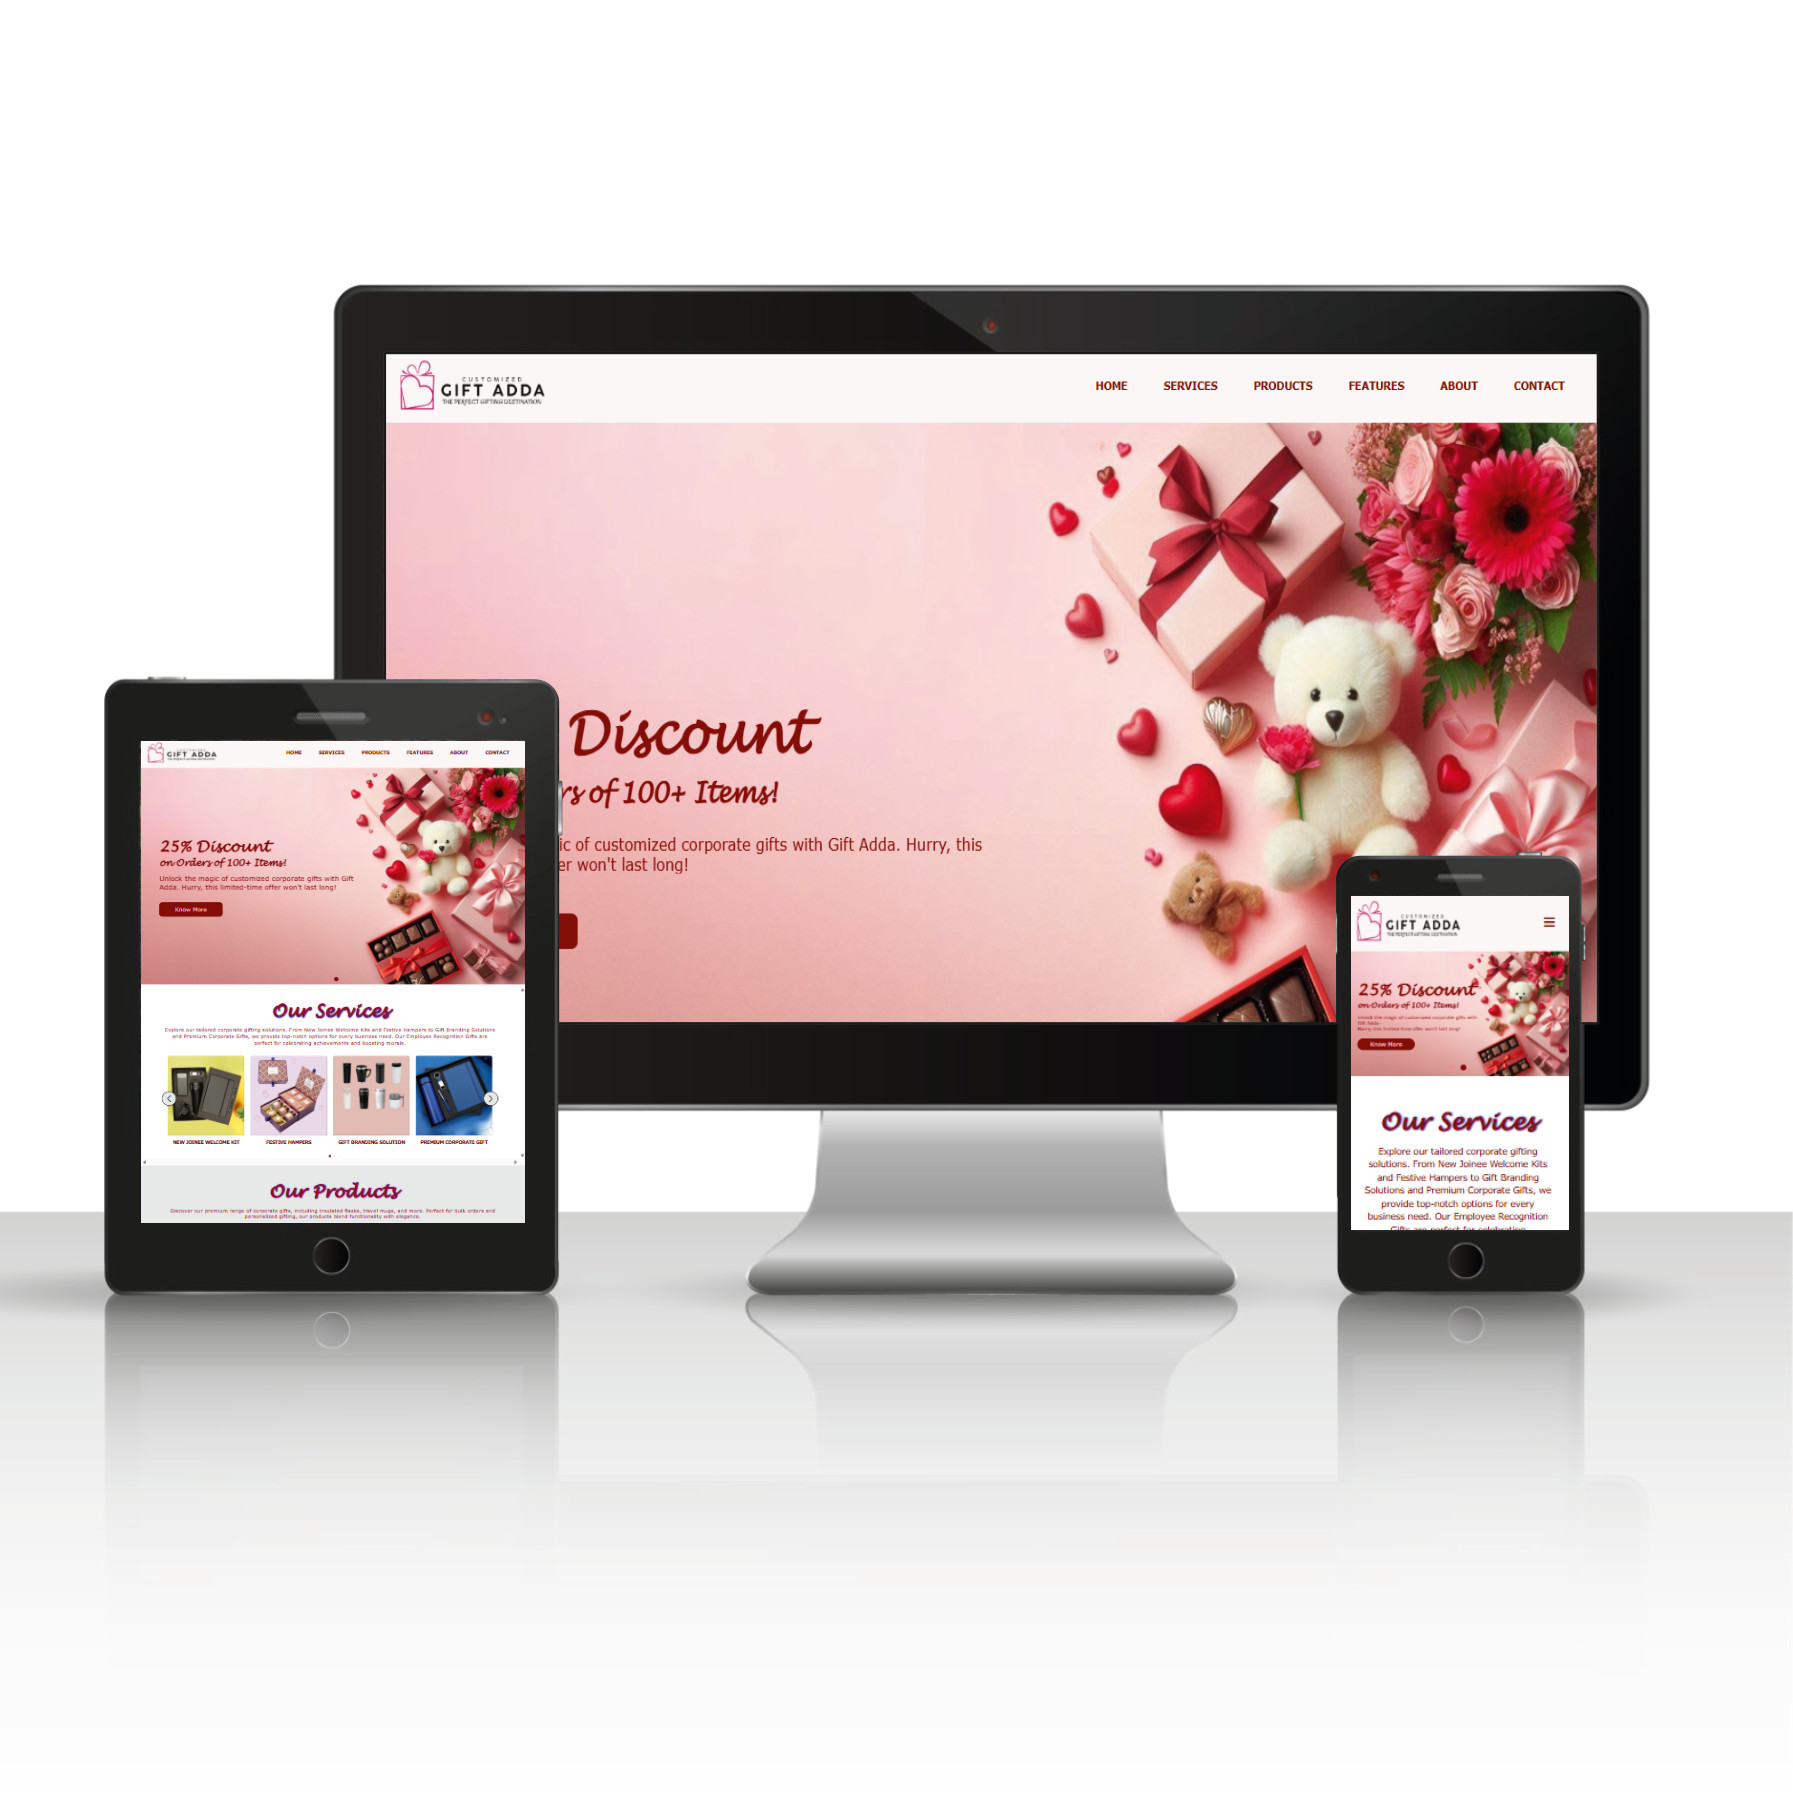 CUSTOMIZED
GIFT ADDA
THE PERFECT GIFTING DESTINATION
HOME SERVICES PRODUCTS FEATURES ABOUT CONTACT
Discount
rs of 100+ Items!
ic of customized corporate gifts with Gift Adda. Hurry, this
er won't last long!
GIFT ADDA
THE PERFECT GIFTING DESTINATION
HOME SERVICES PRODUCTS FEATURES ABOUT CONTACT
25% Discount
on Orders of 100+ Items!
Unlock the magic of customized corporate gifts with Gift
Adda. Hurry, this limited-time offer won't last long!
Know More
Our Services
Explore our tailored corporate gifting solutions. From New Joinee Welcome Kits and Festive Hampers to Gift Branding Solutions
and Premium Corporate Gifts, we provide top-notch options for every business need. Our Employee Recognition Gifts are
perfect for celebrating achievements and boosting morale.
NEW JOINEE WELCOME KIT FESTIVE HAMPERS GIFT BRANDING SOLUTION PREMIUM CORPORATE GIFT
Our Products
Discover our premium range of corporate gifts, including insulated flasks, travel mugs, and more. Perfect for bulk orders and
personalized gifting, our products blend functionality with elegance.
CUSTOMIZED
GIFT ADDA
THE PERFECT GIFTING DESTINATION
25% Discount
on Orders of 100+ Items!
Unlock the magic of customized corporate gifts with
Gift Adda.
Hurry, this limited-time offer won't last long!
Know More
Our Services
Explore our tailored corporate gifting
solutions. From New Joinee Welcome Kits
and Festive Hampers to Gift Branding
Solutions and Premium Corporate Gifts, we
provide top-notch options for every
business need. Our Employee Recognition
Gifts are perfect for celebrating